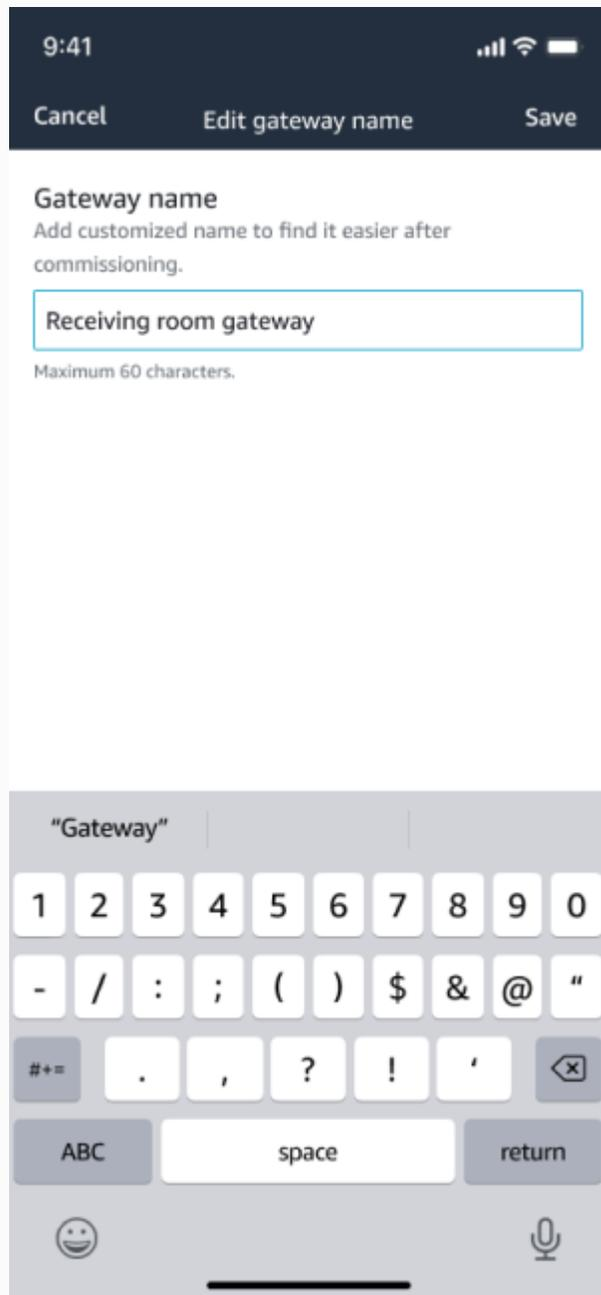 9:41
Cancel Edit gateway name Save
Gateway name
Add customized name to find it easier after
commissioning.
Receiving room gateway
Maximum 60 characters.
“Gateway”
1 2 3 4 5 6 7 8 9 0
- / : ; ( ) $ & @ “
#+= . , ? ! ‘
ABC space return